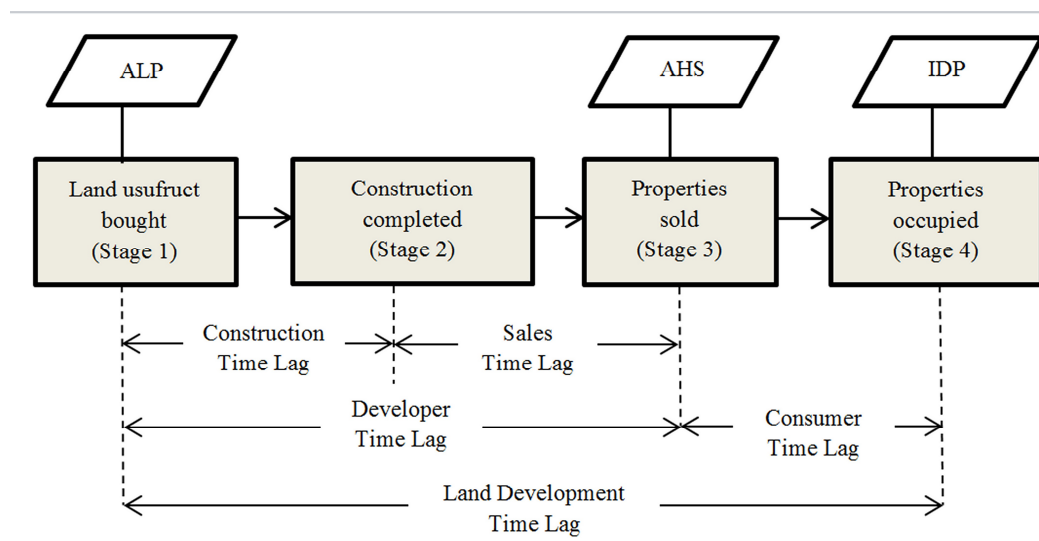 ALP
AHS
IDP
Land usufruct
bought
(Stage 1)
Construction
completed
(Stage 2)
Properties
sold
(Stage 3)
Properties
occupied
(Stage 4)
Construction
Time Lag
Sales
Time Lag
Developer
Time Lag
Consumer
Time Lag
Land Development
Time Lag